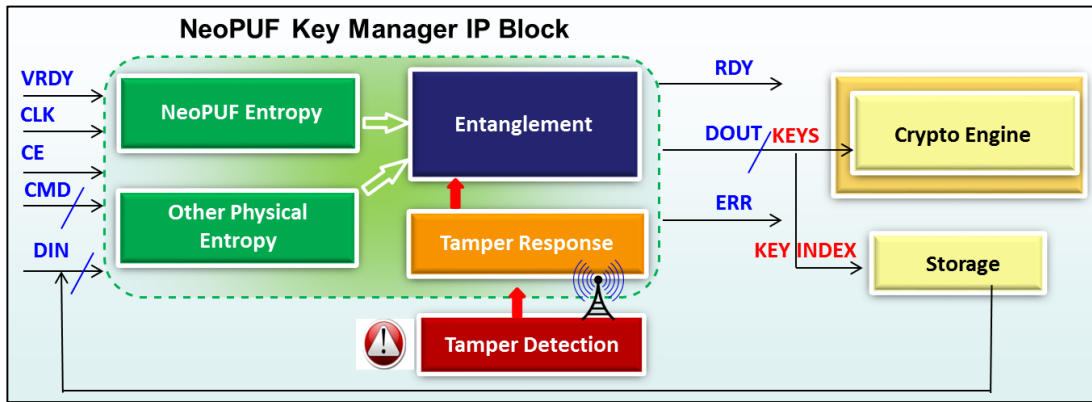 NeoPUF Key Manager IP Block
VRDY
CLK
CE
CMD
DIN
NeoPUF Entropy
Other Physical
Entropy
Entanglement
Tamper Response
Tamper Detection
RDY
DOUT
KEYS
ERR
KEY INDEX
Crypto Engine
Storage